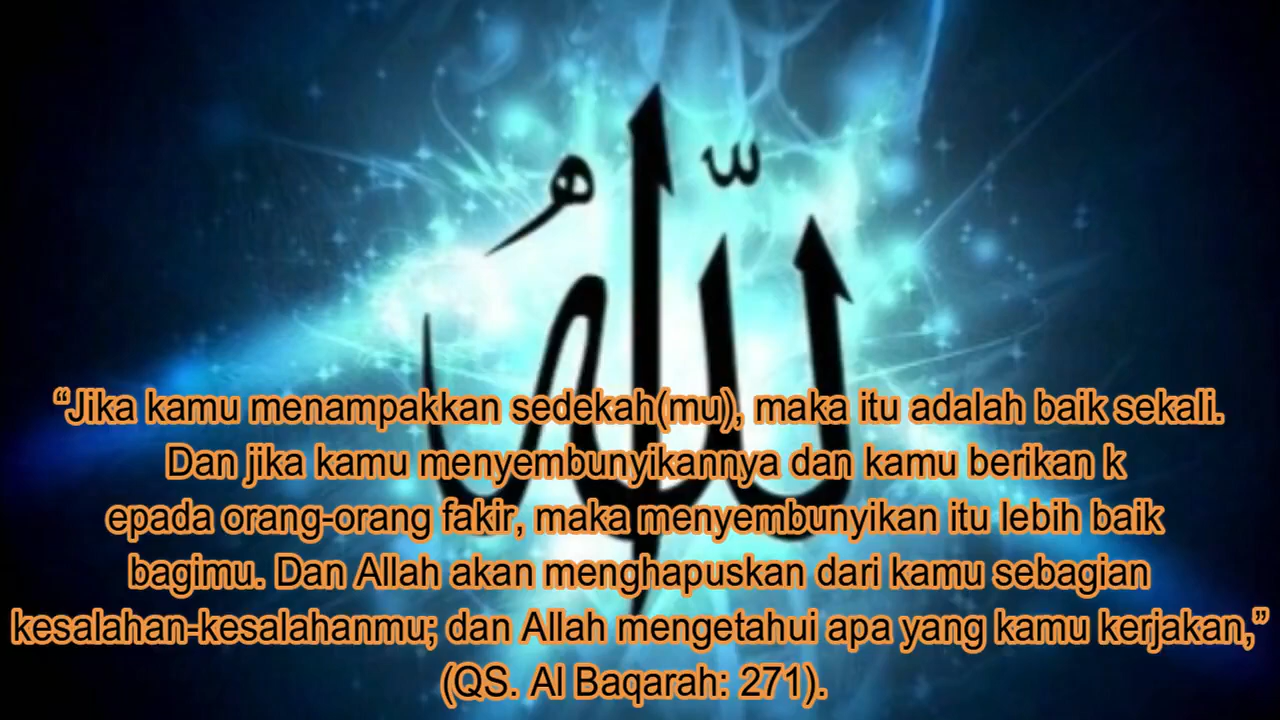 الله
“Jika kamu menampakkan sedekah(mu), maka itu adalah baik sekali.
Dan jika kamu menyembunyikannya dan kamu berikan k
epada orang-orang fakir, maka menyembunyikan itu lebih baik
bagimu. Dan Allah akan menghapuskan dari kamu sebagian
kesalahan-kesalahanmu; dan Allah mengetahui apa yang kamu kerjakan,”
(QS. Al Baqarah: 271).